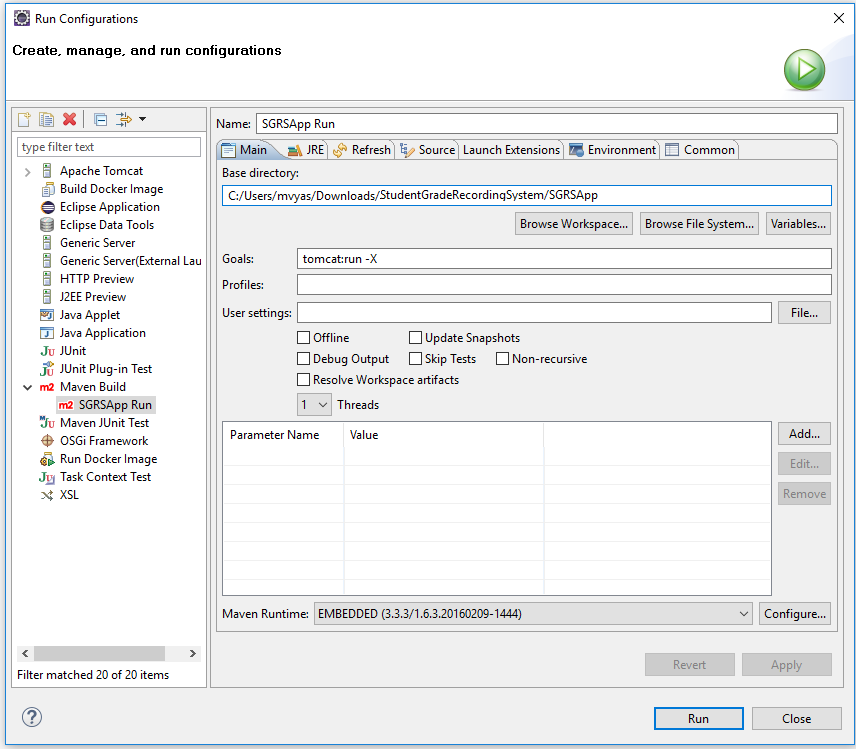 Run Configurations
Create, manage, and run configurations
type filter text
Apache Tomcat
Build Docker Image
Eclipse Application
Eclipse Data Tools
Generic Server
Generic Server(External Lau
HTTP Preview
J2EE Preview
Java Applet
Java Application
Ju JUnit
JUnit Plug-in Test
m2 Maven Build
m2 SGRSApp Run
Maven JUnit Test
OSGi Framework
Run Docker Image
Task Context Test
XSL
Filter matched 20 of 20 items
Name: SGRSApp Run
Main JRE Refresh Source Launch Extensions Environment Common
Base directory:
C:/Users/mvyas/Downloads/StudentGradeRecordingSystem/SGRSApp
Browse Workspace... Browse File System... Variables...
Goals: tomcat:run -X
Profiles:
User settings: File...
Offline Update Snapshots
Debug Output Skip Tests Non-recursive
Resolve Workspace artifacts
1 Threads
Parameter Name Value Add...
Edit...
Remove
Maven Runtime: EMBEDDED (3.3.3/1.6.3.20160209-1444) Configure...
Revert Apply
? Run Close